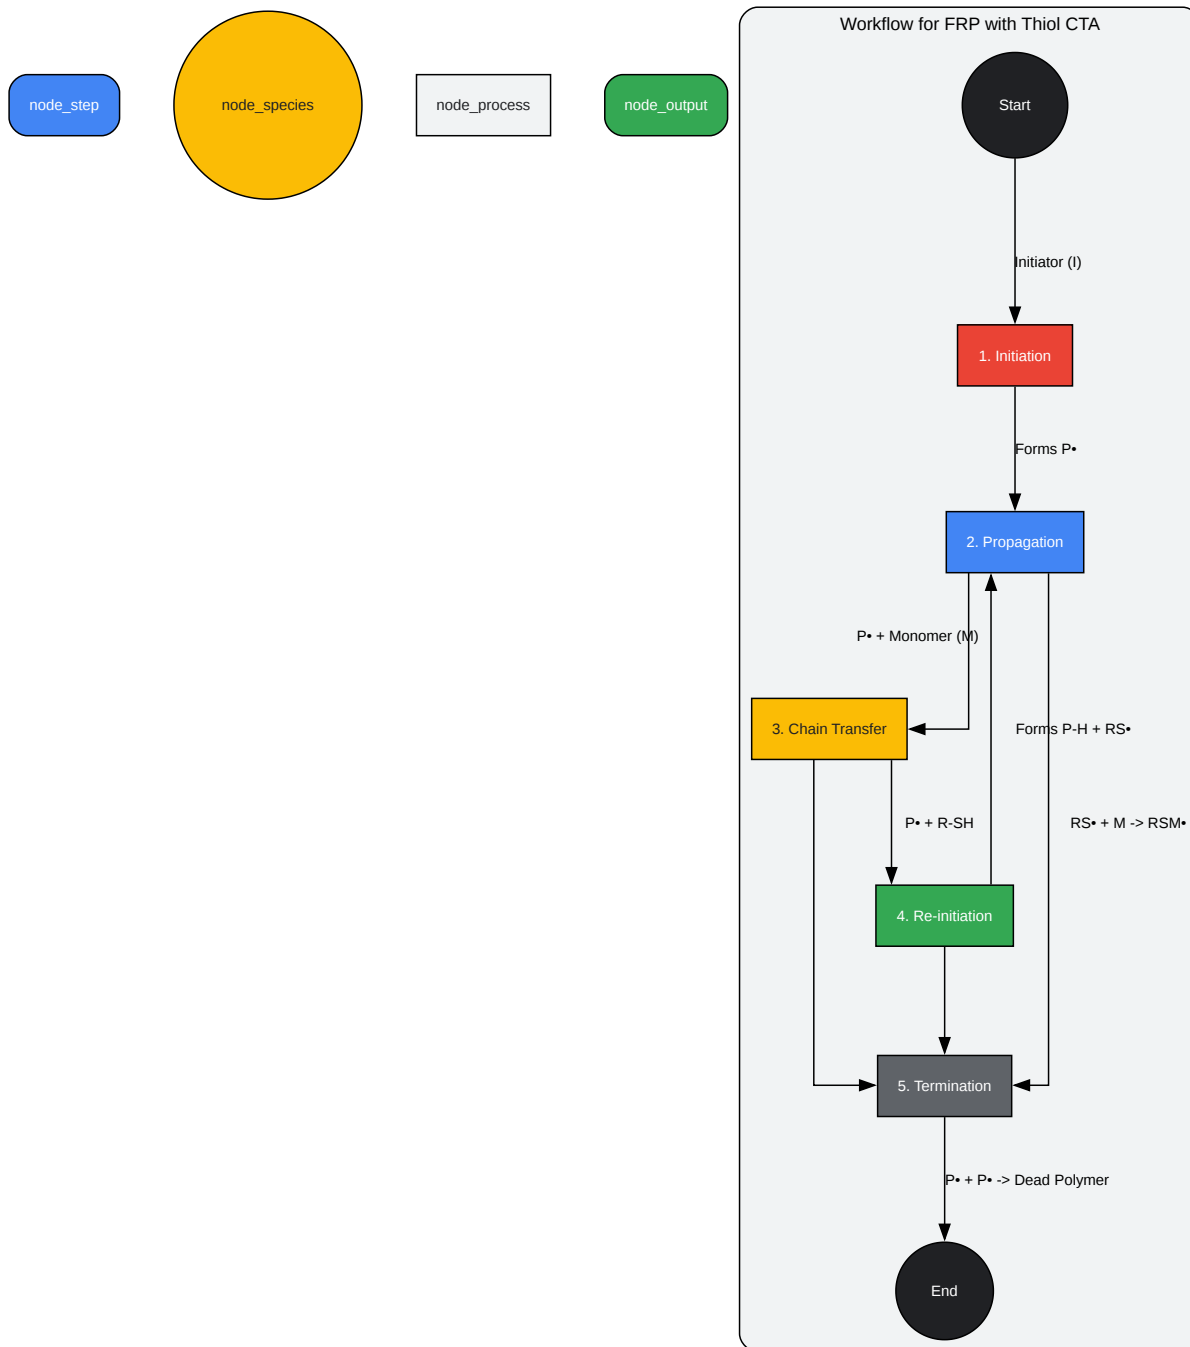 Workflow for FRP with Thiol CTA
node_step
node_species
node_process
node_output
Start
Initiator (I)
1. Initiation
Forms P•
2. Propagation
P• + Monomer (M)
3. Chain Transfer
Forms P-H + RS•
P• + R-SH
RS• + M -> RSM•
4. Re-initiation
5. Termination
P• + P• -> Dead Polymer
End